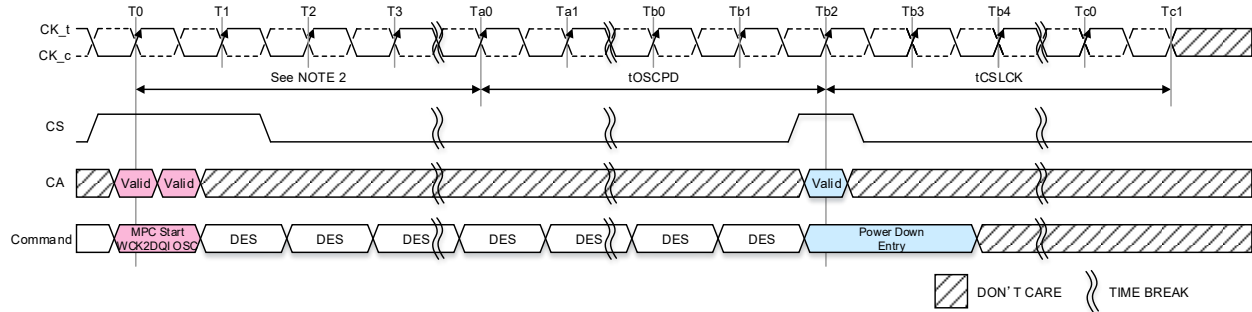 T0 T1 T2 T3 Ta0 Ta1 Tb0 Tb1 Tb2 Tb3 Tb4 Tc0 Tc1
CK_t
CK_c
See NOTE 2 tOSCPD tCSLCK
CS
CA Valid Valid Valid
Command MPC Start WCK2DQI OSC DES DES DES DES DES DES DES Power Down Entry
DON'T CARE TIME BREAK